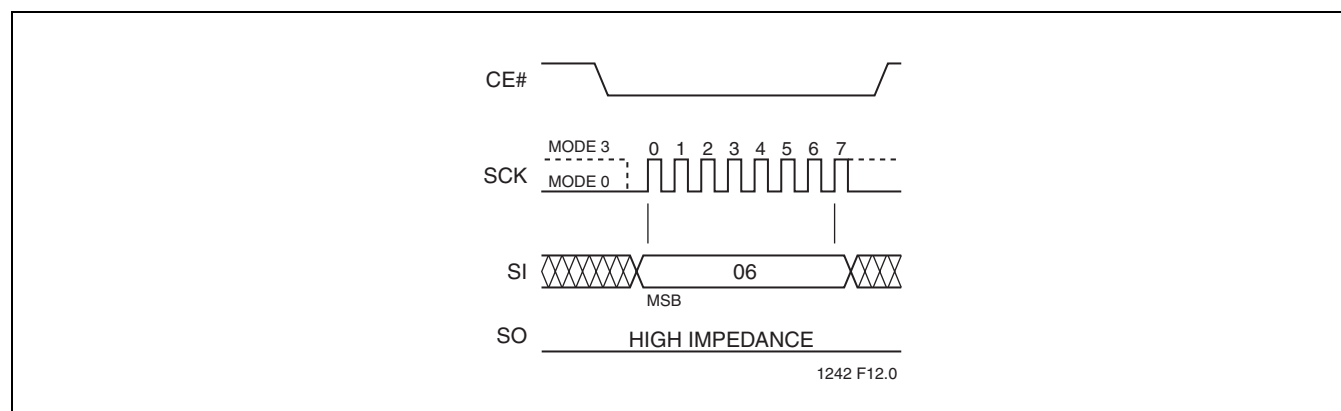 CE#
MODE 3
0 1 2 3 4 5 6 7
SCK
MODE 0
SI
06
MSB
SO
HIGH IMPEDANCE
1242 F12.0